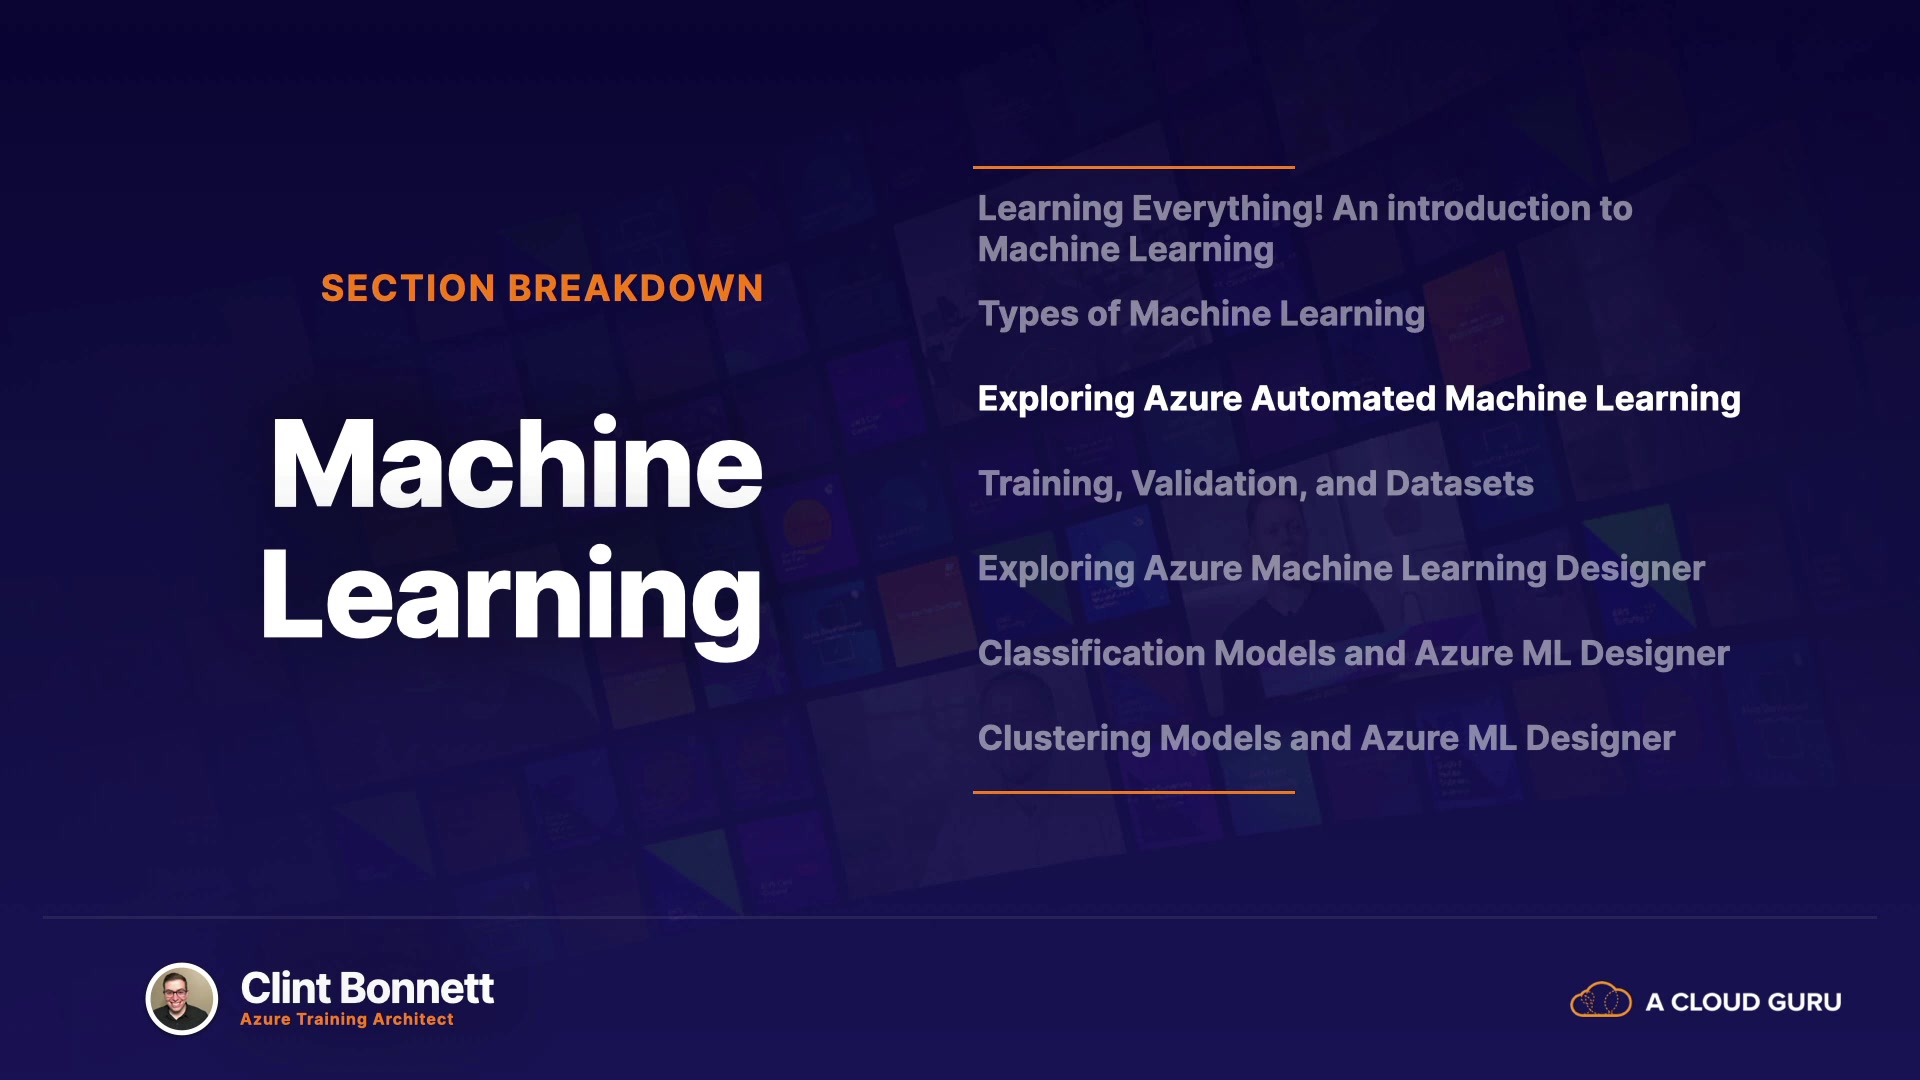 SECTION BREAKDOWN
Machine
Learning
Learning Everything! An introduction to
Machine Learning
Types of Machine Learning
Exploring Azure Automated Machine Learning
Training, Validation, and Datasets
Exploring Azure Machine Learning Designer
Classification Models and Azure ML Designer
Clustering Models and Azure ML Designer
Clint Bonnett
Azure Training Architect
A CLOUD GURU